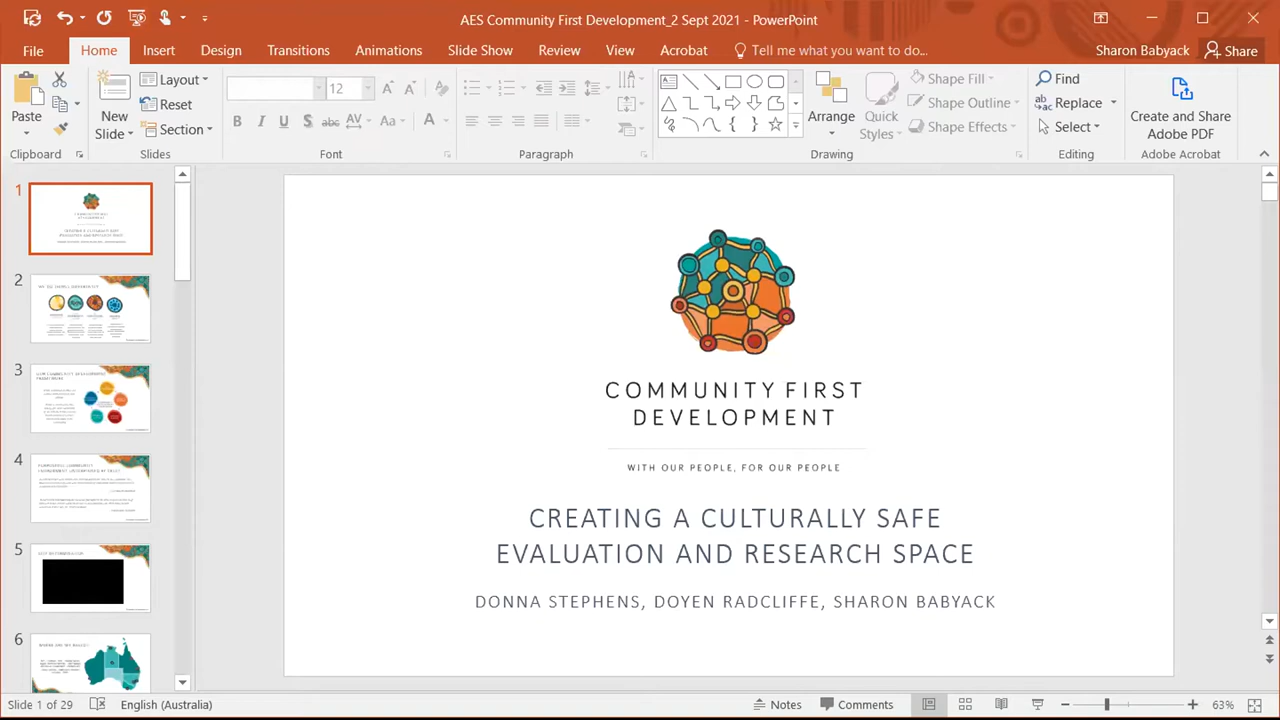 AES Community First Development_2 Sept 2021 - PowerPoint
File Home Insert Design Transitions Animations Slide Show Review View Acrobat Tell me what you want to do... Sharon Babyack Share
Paste
Clipboard
New
Slide
Layout
Reset
Section
Slides
12
B I U S abc AV Aa A
Font
Paragraph
Arrange
Quick
Styles
Shape Fill
Shape Outline
Shape Effects
Drawing
Find
Replace
Select
Editing
Create and Share
Adobe PDF
Adobe Acrobat
1
2
3
4
5
6
COMMUNITY FIRST
DEVELOPMENT
WITH OUR PEOPLE, FOR OUR PEOPLE
CREATING A CULTURALLY SAFE
EVALUATION AND RESEARCH SPACE
DONNA STEPHENS, DOYEN RADCLIFFE, SHARON BABYACK
Slide 1 of 29 English (Australia) Notes Comments 63%